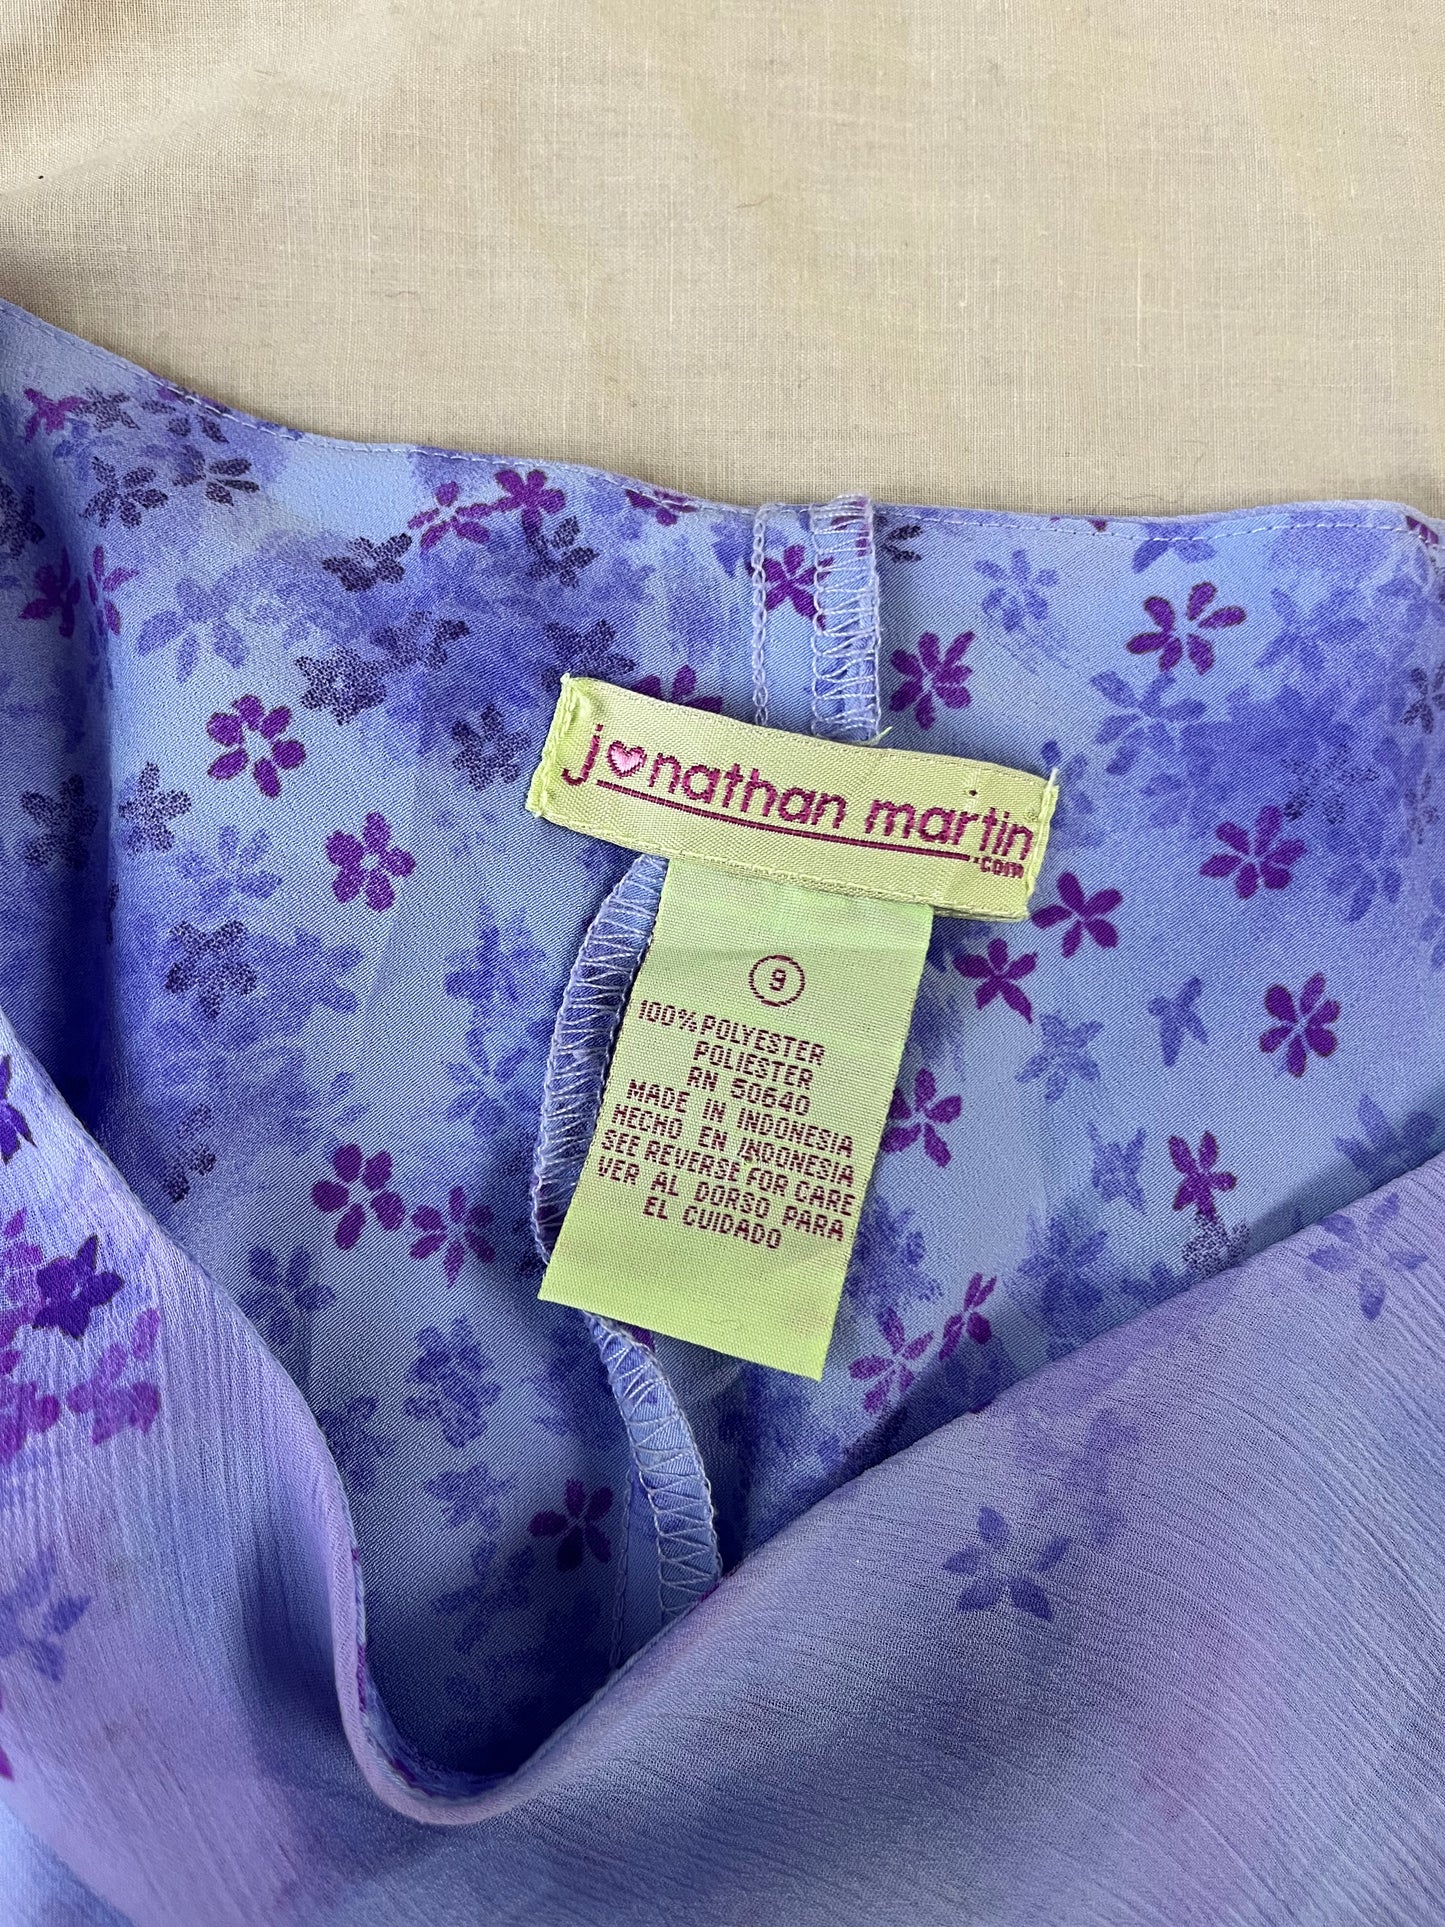 jonathan martin
.com
9
100% POLYESTER
POLIESTER
RN 50640
MADE IN INDONESIA
HECHO EN INDONESIA
SEE REVERSE FOR CARE
VER AL DORSO PARA
EL CUIDADO